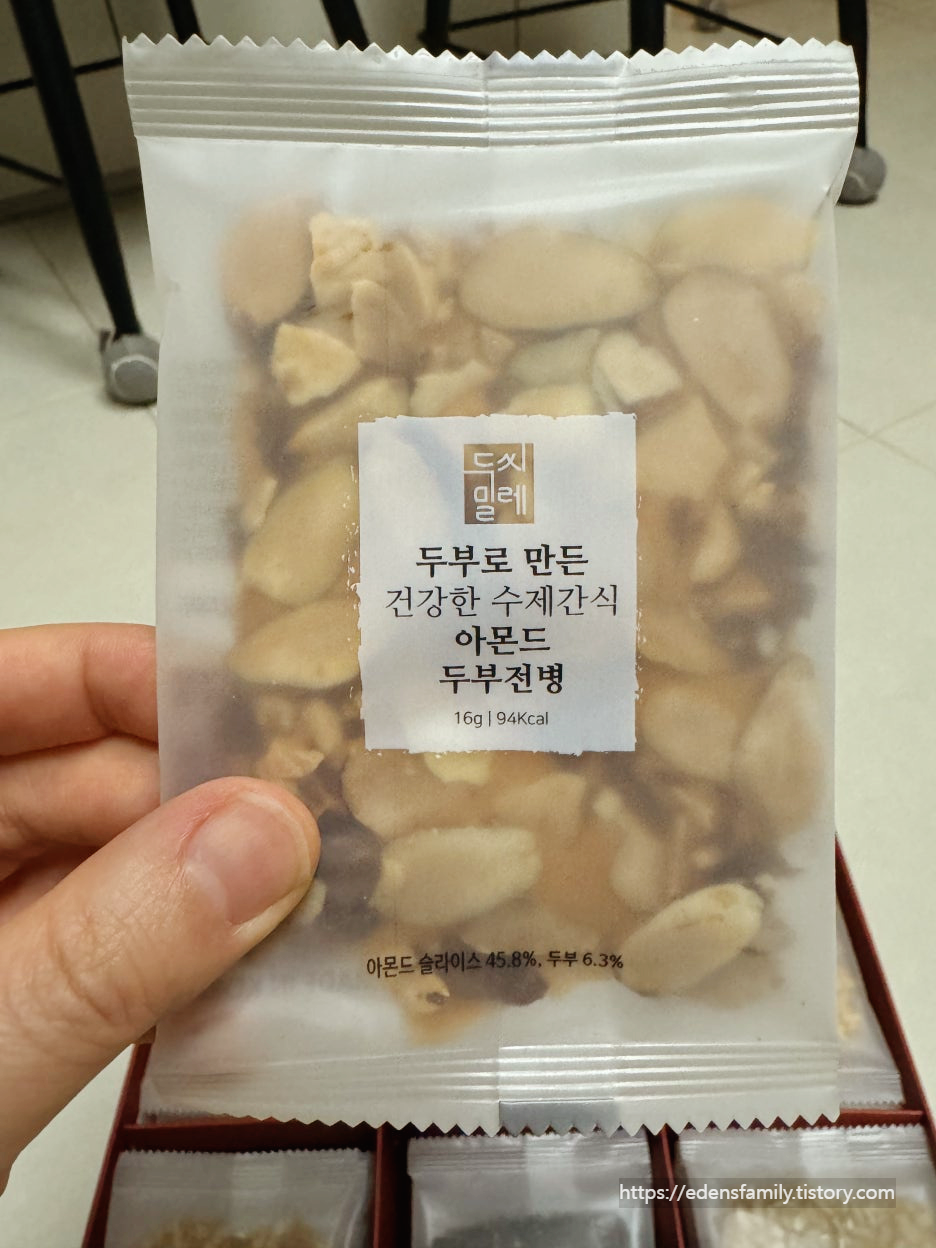 두씨
밀레
두부로 만든
건강한 수제간식
아몬드
두부전병
16g | 94Kcal
아몬드 슬라이스 45.8%, 두부 6.3%
https://edensfamily.tistory.com